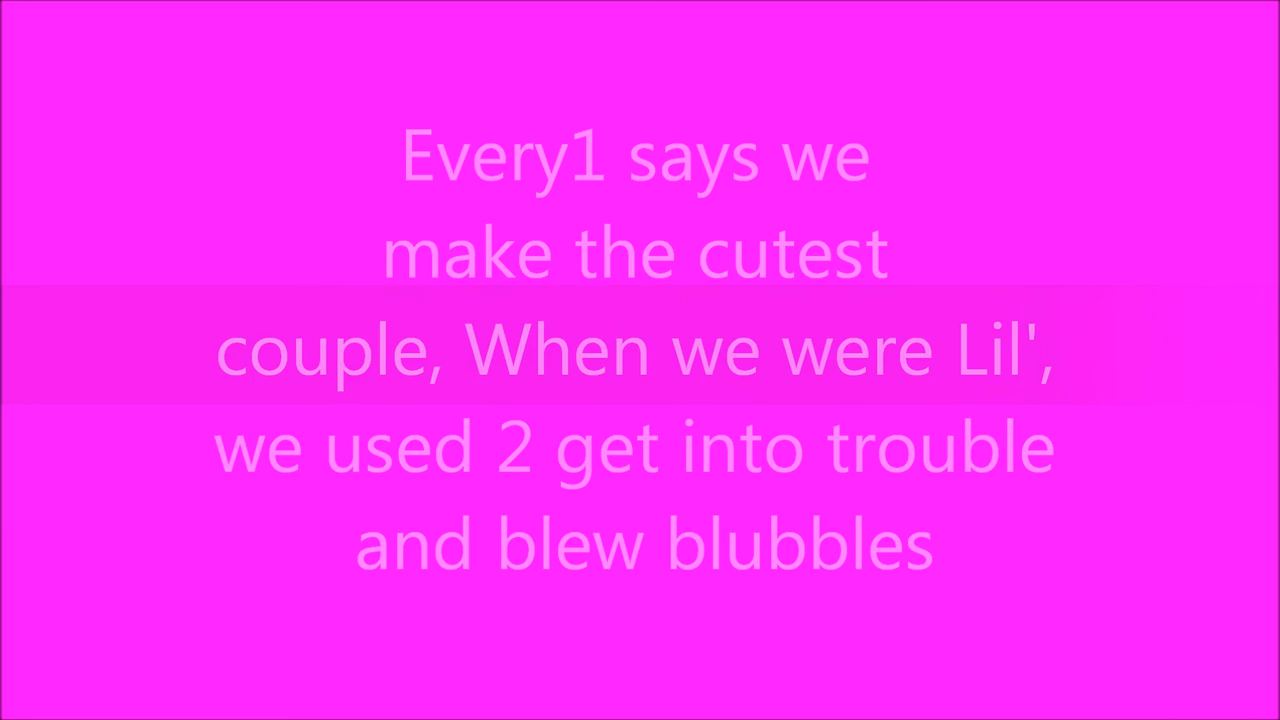 Every1 says we
make the cutest
couple, When we were Lil',
we used 2 get into trouble
and blew blubbles